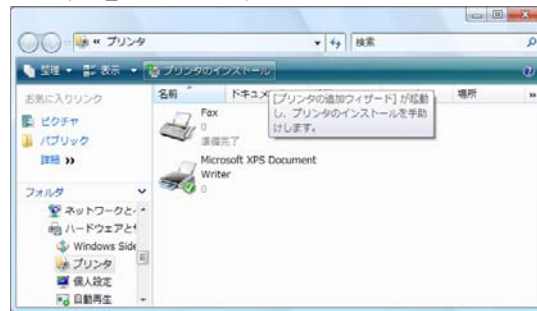 « プリンタ
検索
整理 表示 プリンタのインストール
お気に入りリンク
ピクチャ
パブリック
詳細 »
フォルダ
ネットワークと
ハードウェアと
Windows Side
プリンタ
個人設定
自動再生
名前 ドキュメ 場所 »
[プリンタの追加ウィザード] が起動
し、プリンタのインストールを手助
けします。
Fax
0
準備完了
Microsoft XPS Document
Writer
0